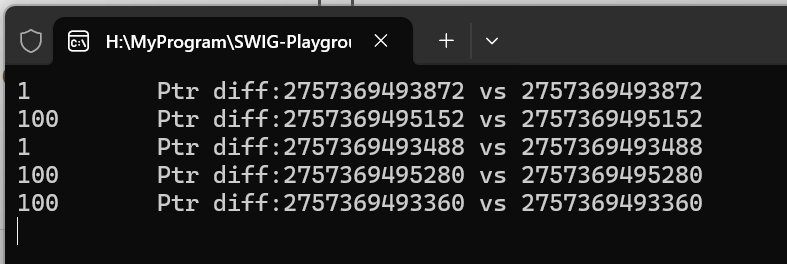 H:\MyProgram\SWIG-Playgrou
1 Ptr diff:2757369493872 vs 2757369493872
100 Ptr diff:2757369495152 vs 2757369495152
1 Ptr diff:2757369493488 vs 2757369493488
100 Ptr diff:2757369495280 vs 2757369495280
100 Ptr diff:2757369493360 vs 2757369493360